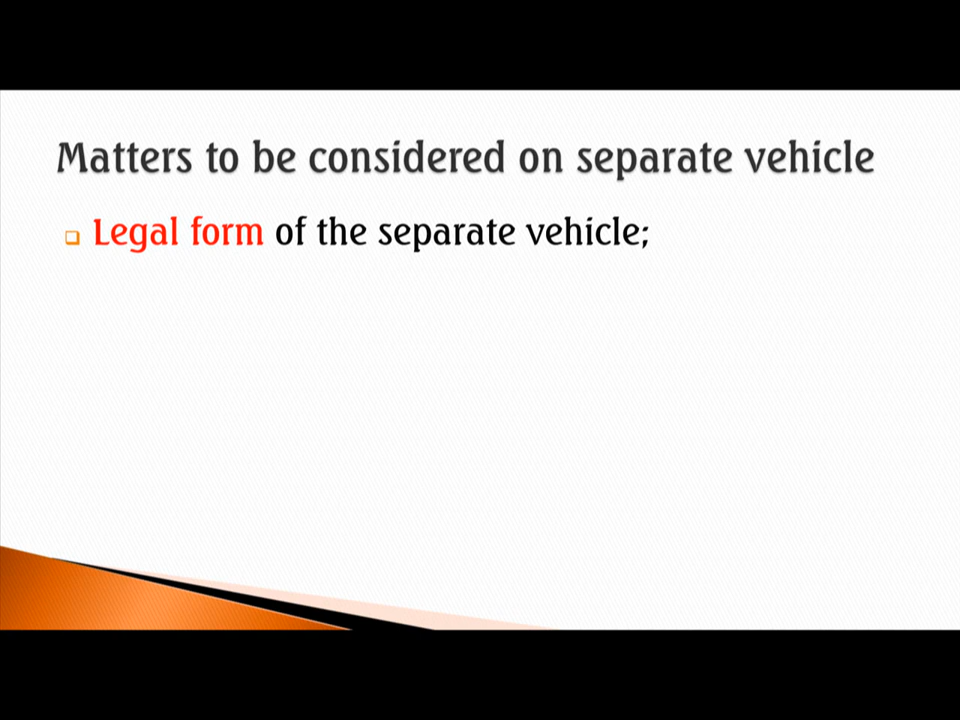 Matters to be considered on separate vehicle
Legal form of the separate vehicle;